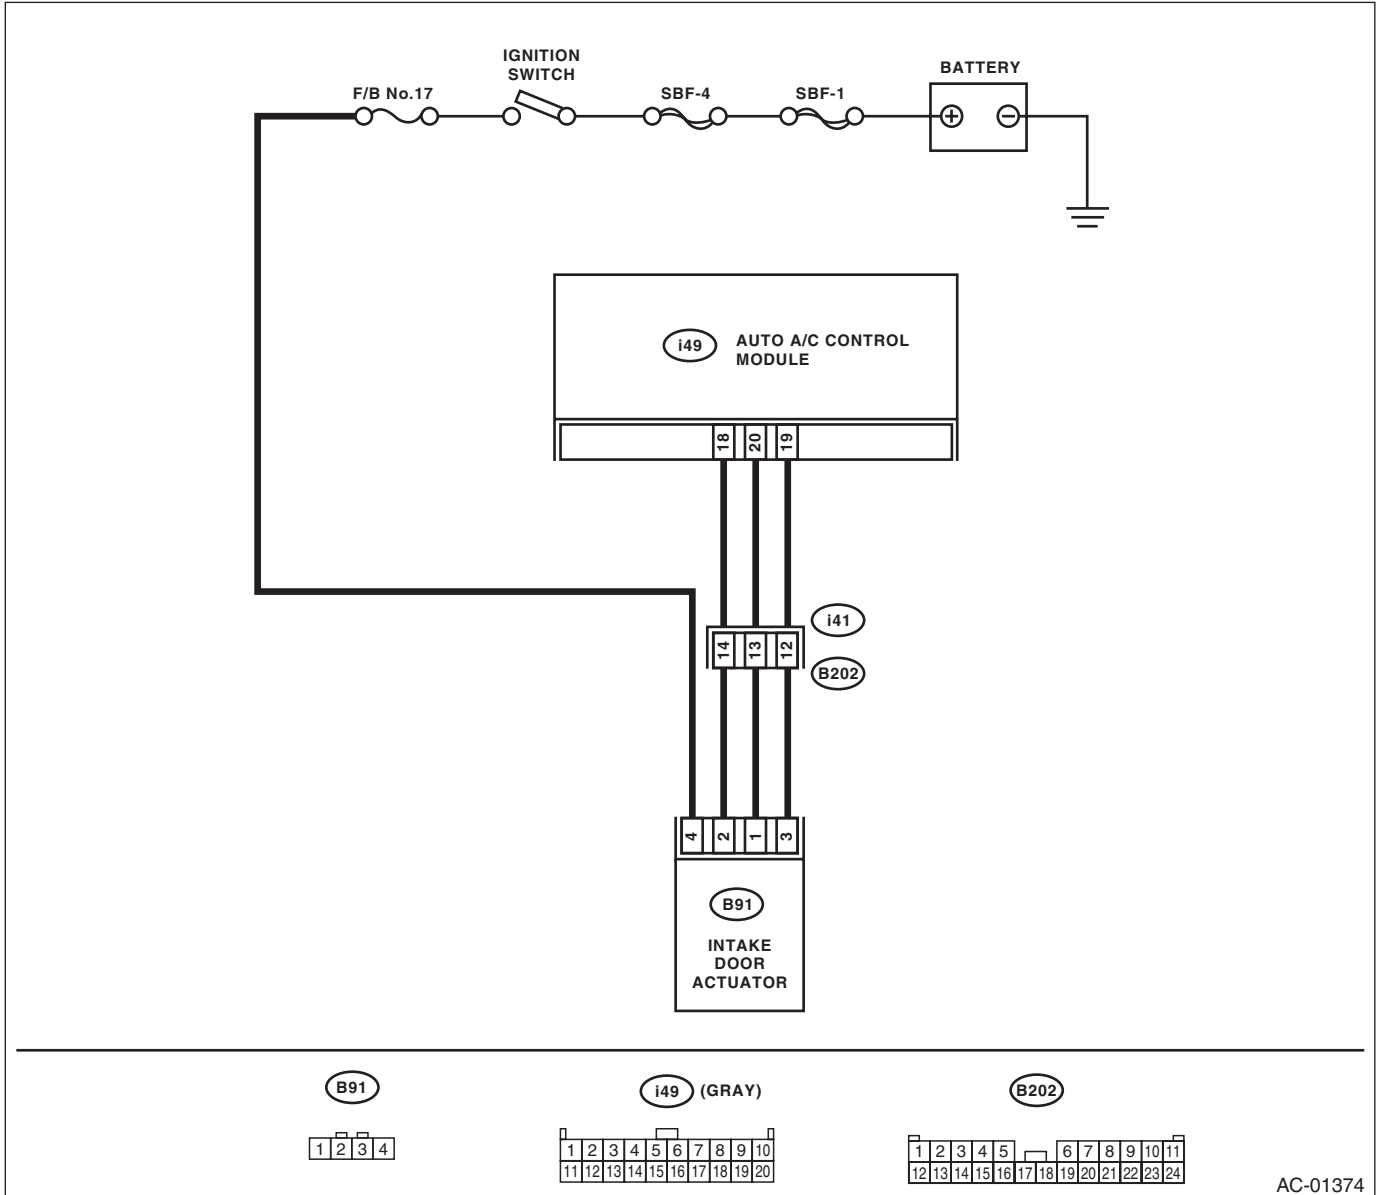 IGNITION
SWITCH
BATTERY
F/B No.17
SBF-4
SBF-1
+
−
i49
AUTO A/C CONTROL
MODULE
18 20 19
i41
14 13 12
B202
4 2 1 3
B91
INTAKE
DOOR
ACTUATOR
B91
i49 (GRAY)
B202
1 2 3 4
1 2 3 4 5 6 7 8 9 10
11 12 13 14 15 16 17 18 19 20
1 2 3 4 5 6 7 8 9 10 11
12 13 14 15 16 17 18 19 20 21 22 23 24
AC-01374